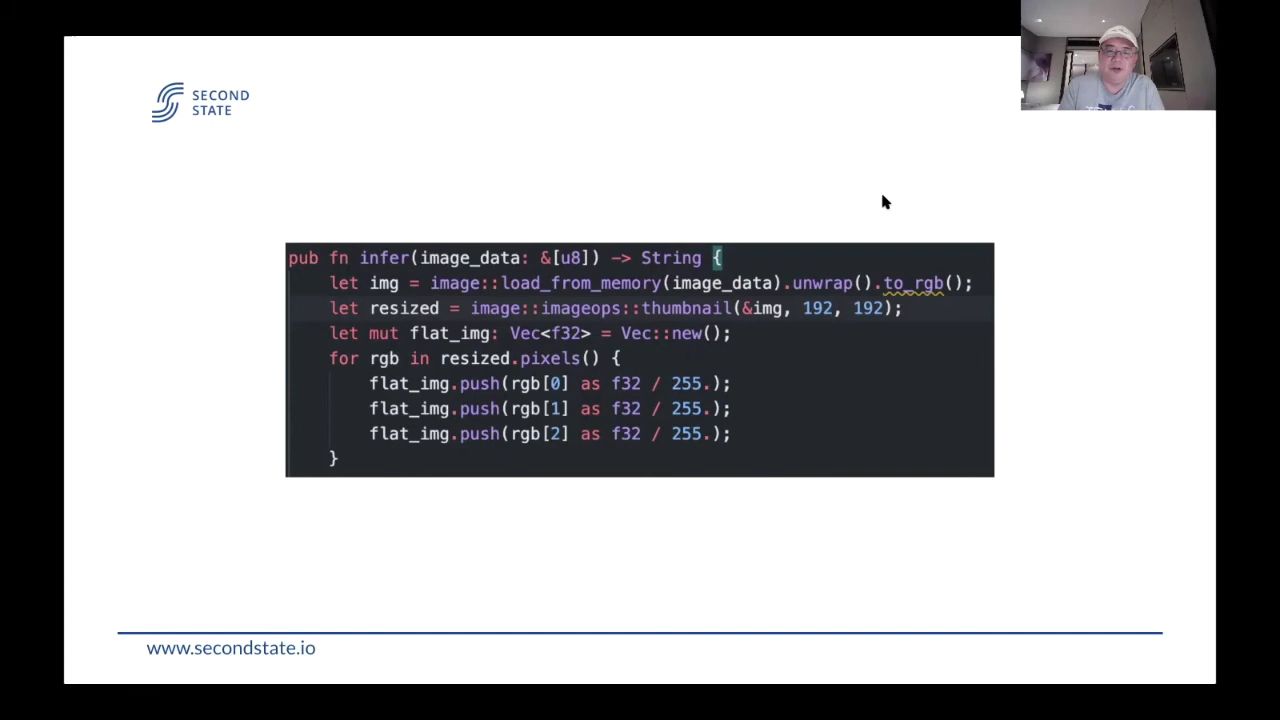 SECOND
STATE
pub fn infer(image_data: &[u8]) -> String {
    let img = image::load_from_memory(image_data).unwrap().to_rgb();
    let resized = image::imageops::thumbnail(&img, 192, 192);
    let mut flat_img: Vec<f32> = Vec::new();
    for rgb in resized.pixels() {
        flat_img.push(rgb[0] as f32 / 255.);
        flat_img.push(rgb[1] as f32 / 255.);
        flat_img.push(rgb[2] as f32 / 255.);
    }
www.secondstate.io